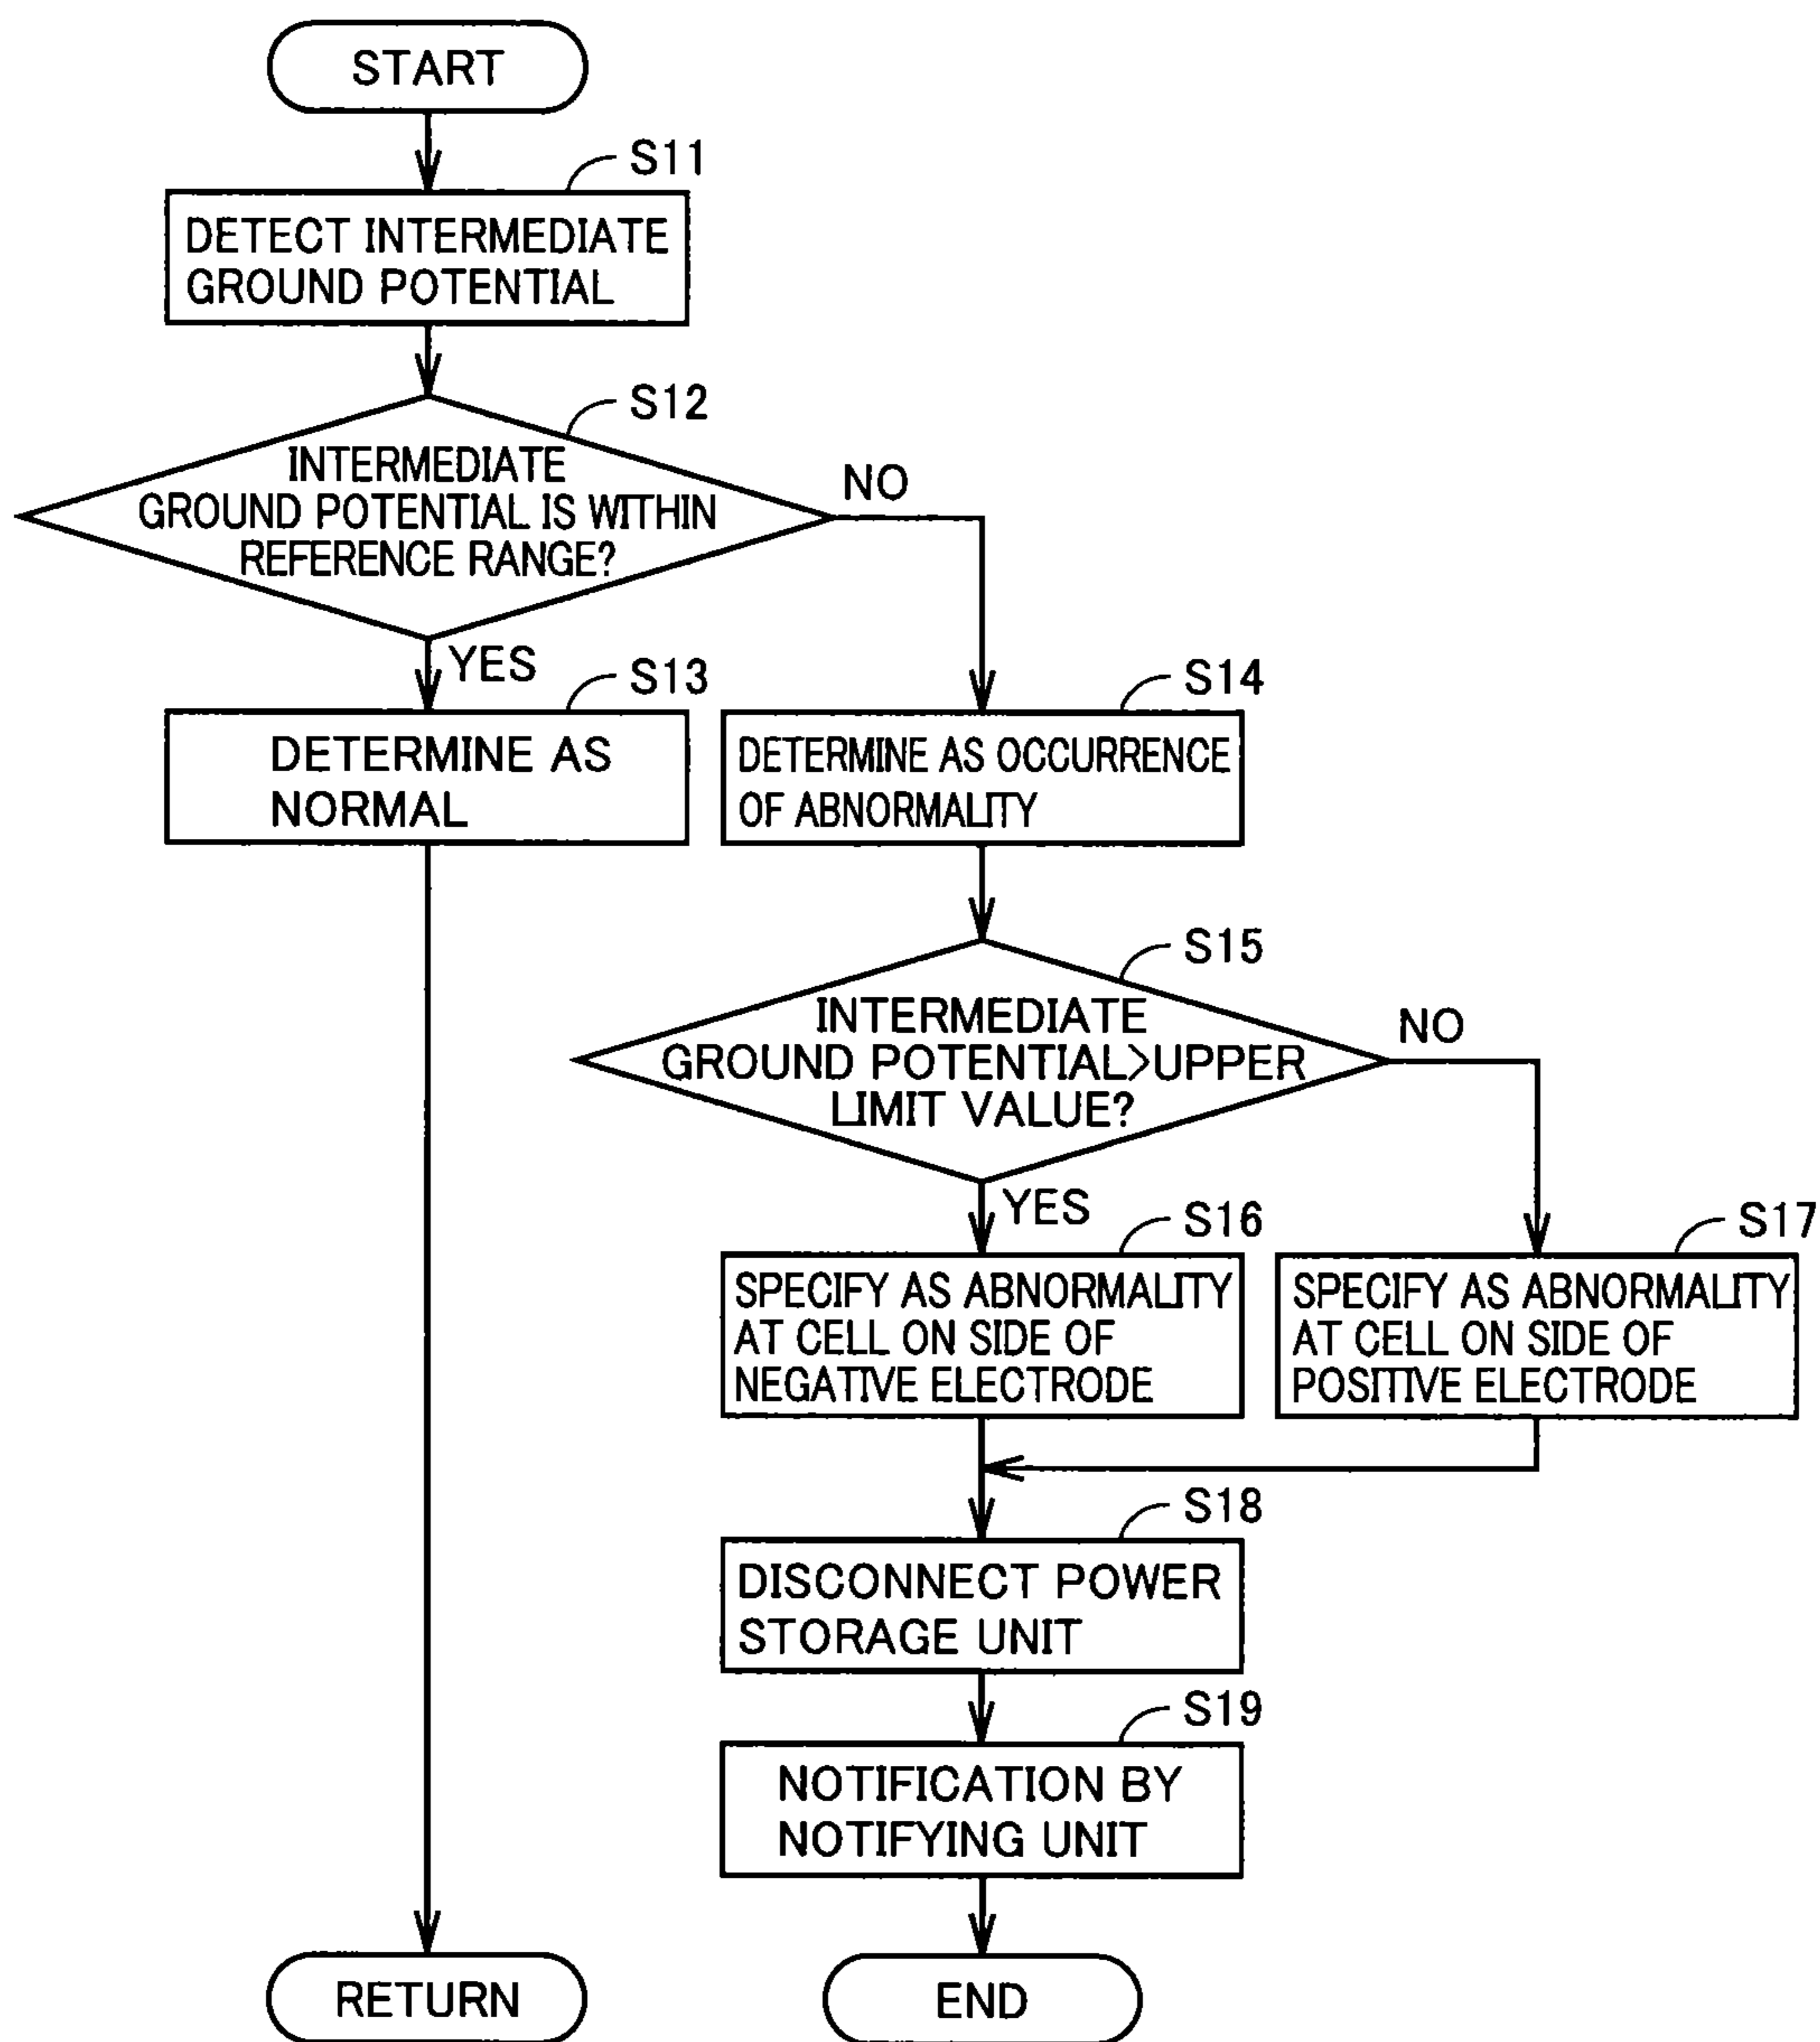 START
S11
DETECT INTERMEDIATE
GROUND POTENTIAL
S12
INTERMEDIATE
GROUND POTENTIAL IS WITHIN
REFERENCE RANGE?
NO
YES
S13
DETERMINE AS
NORMAL
S14
DETERMINE AS OCCURRENCE
OF ABNORMALITY
S15
INTERMEDIATE
GROUND POTENTIAL>UPPER
LIMIT VALUE?
NO
YES
S16
SPECIFY AS ABNORMALITY
AT CELL ON SIDE OF
NEGATIVE ELECTRODE
S17
SPECIFY AS ABNORMALITY
AT CELL ON SIDE OF
POSITIVE ELECTRODE
S18
DISCONNECT POWER
STORAGE UNIT
S19
NOTIFICATION BY
NOTIFYING UNIT
RETURN
END